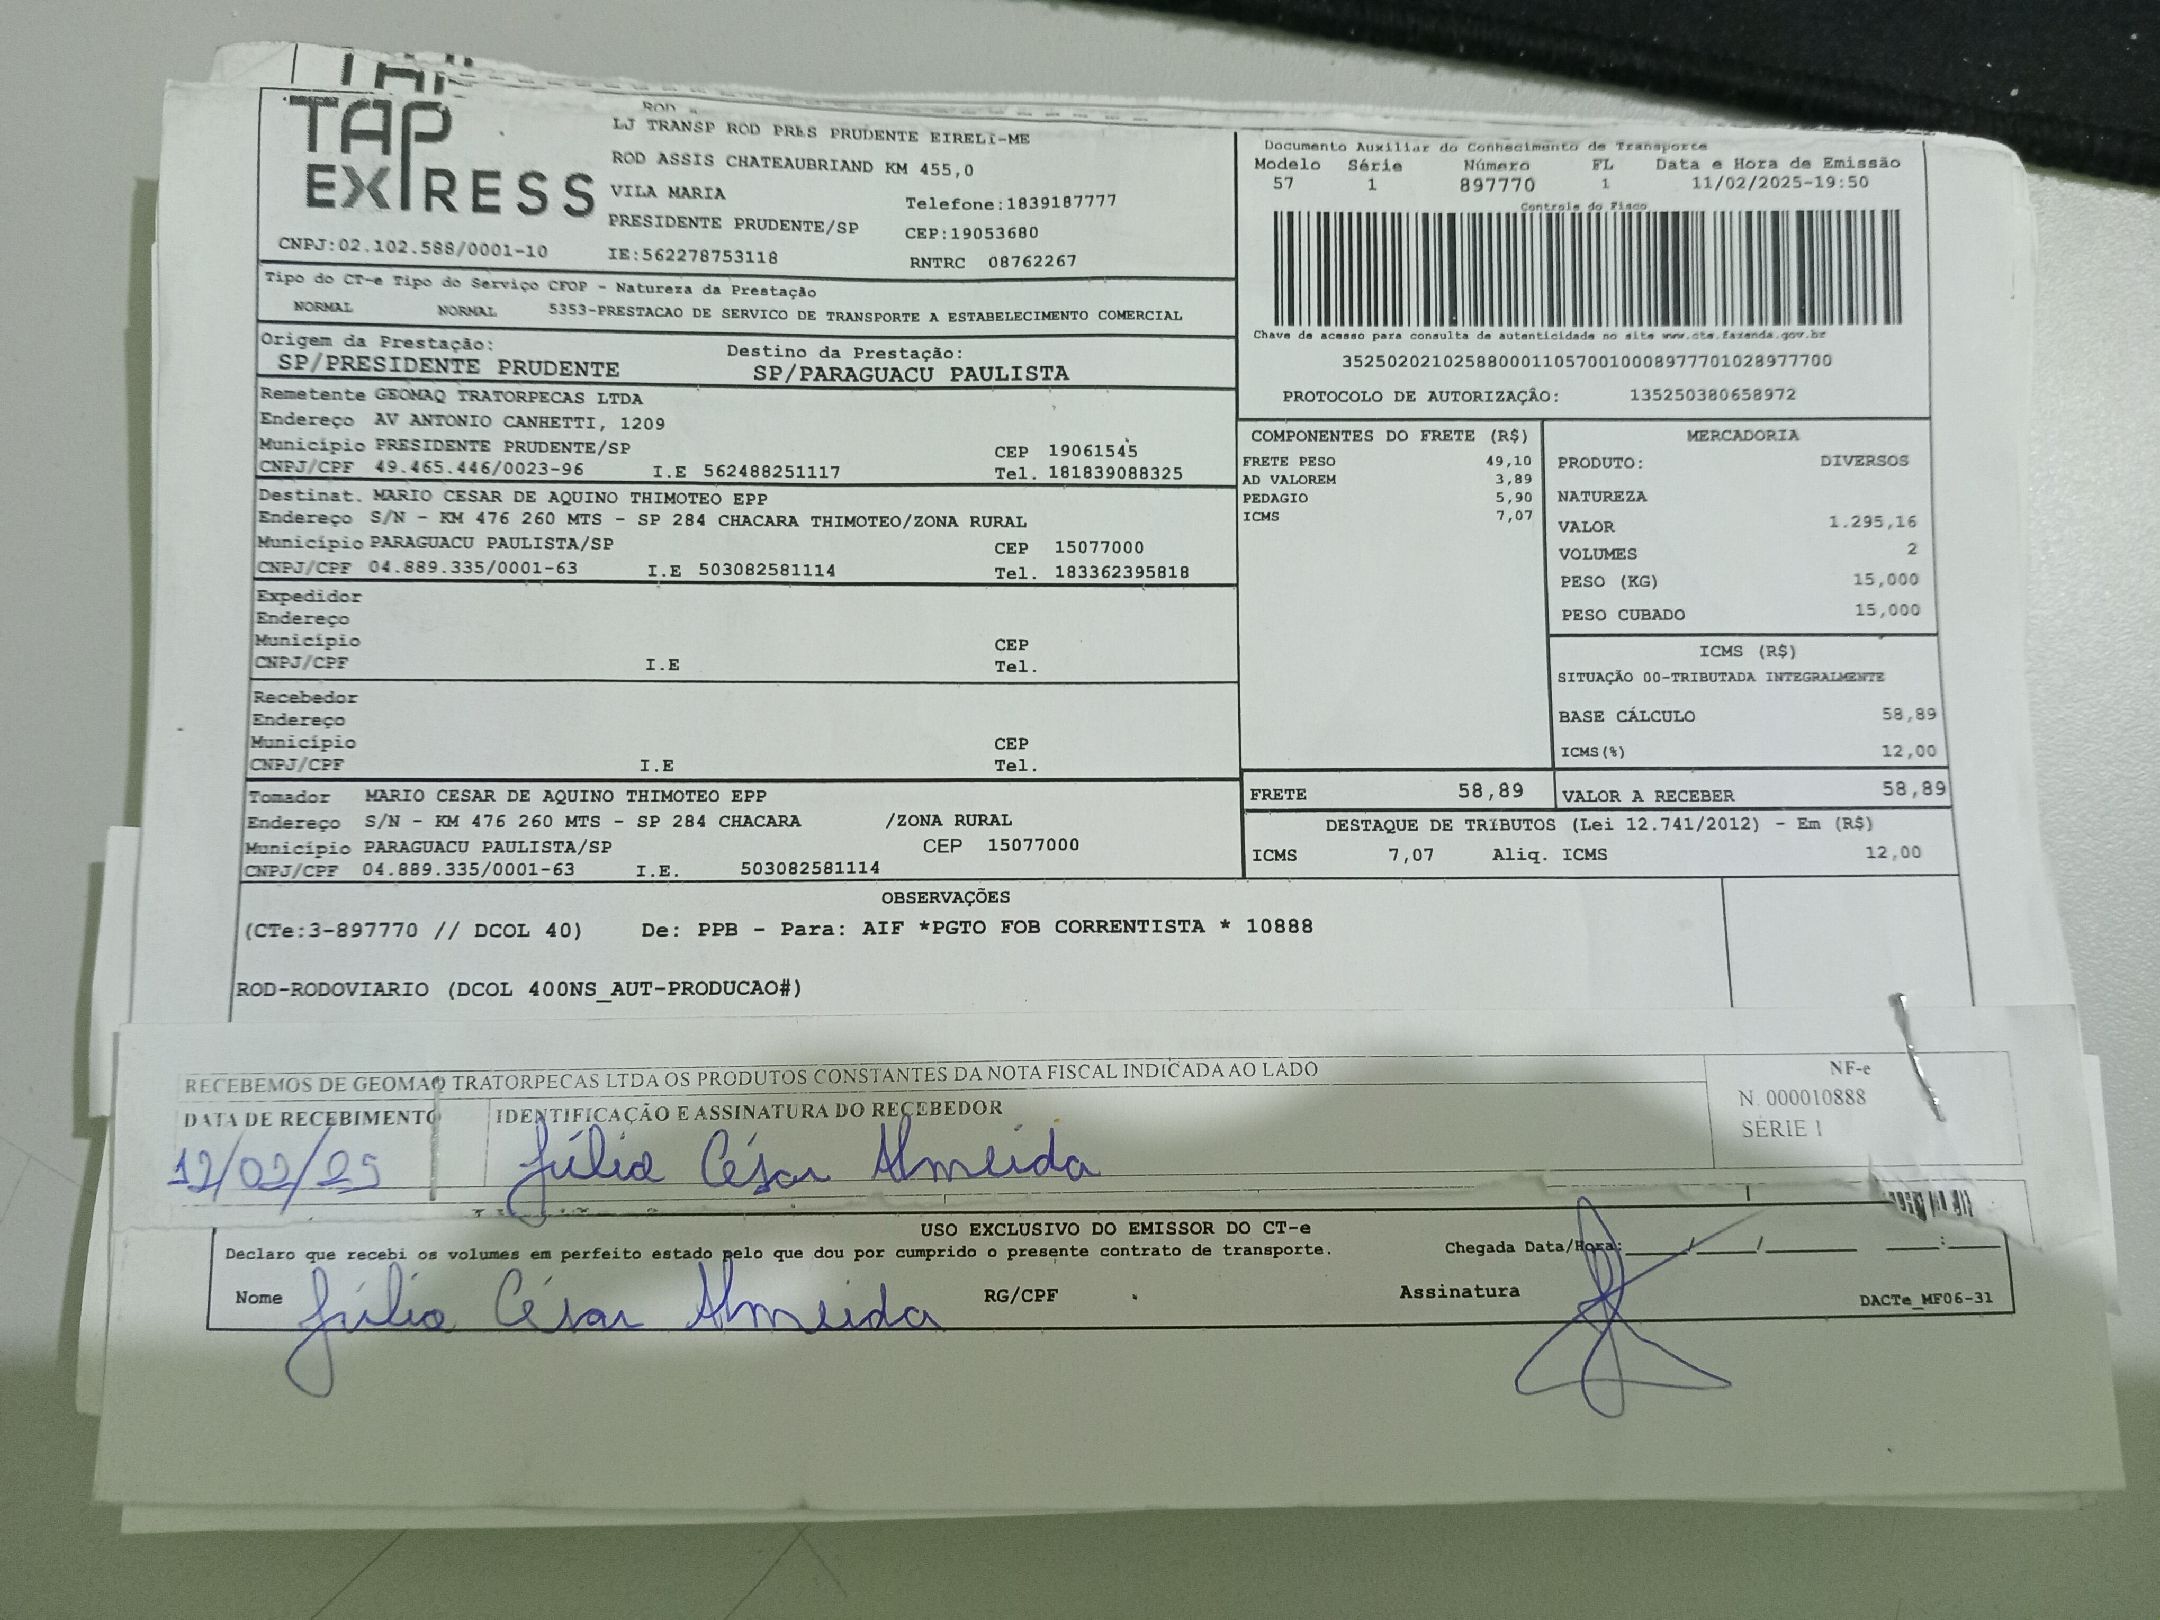 TAP
TAP
EXPRESS
CNPJ:02.102.588/0001-10
ROD
LJ TRANSP ROD PRES PRUDENTE EIRELI-ME
ROD ASSIS CHATEAUBRIAND KM 455,0
VILA MARIA
PRESIDENTE PRUDENTE/SP
IE:562278753118
Telefone:1839187777
CEP:19053680
RNTRC 08762267
Documento Auxiliar do Conhecimento de Transporte
Modelo Série Número FL Data e Hora de Emissão
57 1 897770 1 11/02/2025-19:50
Controle do Fisco
Chave de acesso para consulta de autenticidade no site www.cte.fazenda.gov.br
35250202102588000110570010008977701028977700
PROTOCOLO DE AUTORIZAÇÂO: 135250380658972
Tipo do CT-e Tipo do Serviço CFOP - Natureza da Prestação
NORMAL NORMAL 5353-PRESTACAO DE SERVICO DE TRANSPORTE A ESTABELECIMENTO COMERCIAL
Origem da Prestação: Destino da Prestação:
SP/PRESIDENTE PRUDENTE SP/PARAGUACU PAULISTA
Remetente GEOMAQ TRATORPECAS LTDA
Endereço AV ANTONIO CANHETTI, 1209
Município PRESIDENTE PRUDENTE/SP CEP 19061545
CNPJ/CPF 49.465.446/0023-96 I.E 562488251117 Tel. 181839088325
Destinat. MARIO CESAR DE AQUINO THIMOTEO EPP
Endereço S/N - KM 476 260 MTS - SP 284 CHACARA THIMOTEO/ZONA RURAL
Município PARAGUACU PAULISTA/SP CEP 15077000
CNPJ/CPF 04.889.335/0001-63 I.E 503082581114 Tel. 183362395818
Expedidor
Endereço
Município CEP
CNPJ/CPF I.E Tel.
Recebedor
Endereço
Município CEP
CNPJ/CPF I.E Tel.
Tomador MARIO CESAR DE AQUINO THIMOTEO EPP
Endereço S/N - KM 476 260 MTS - SP 284 CHACARA /ZONA RURAL
Município PARAGUACU PAULISTA/SP CEP 15077000
CNPJ/CPF 04.889.335/0001-63 I.E. 503082581114
COMPONENTES DO FRETE (R$)
FRETE PESO 49,10
AD VALOREM 3,89
PEDAGIO 5,90
ICMS 7,07
MERCADORIA
PRODUTO: DIVERSOS
NATUREZA
VALOR 1.295,16
VOLUMES 2
PESO (KG) 15,000
PESO CUBADO 15,000
ICMS (R$)
SITUAÇÃO 00-TRIBUTADA INTEGRALMENTE
BASE CÁLCULO 58,89
ICMS(%) 12,00
FRETE 58,89 VALOR A RECEBER 58,89
DESTAQUE DE TRIBUTOS (Lei 12.741/2012) - Em (R$)
ICMS 7,07 Aliq. ICMS 12,00
OBSERVAÇÕES
(CTe:3-897770 // DCOL 40) De: PPB - Para: AIF *PGTO FOB CORRENTISTA * 10888
ROD-RODOVIARIO (DCOL 400NS_AUT-PRODUCAO#)
RECEBEMOS DE GEOMAQ TRATORPECAS LTDA OS PRODUTOS CONSTANTES DA NOTA FISCAL INDICADA AO LADO
DATA DE RECEBIMENTO IDENTIFICAÇÃO E ASSINATURA DO RECEBEDOR
12/02/25 Júlio César Almeida
NF-e
N. 000010888
SÉRIE 1
USO EXCLUSIVO DO EMISSOR DO CT-e
Declaro que recebi os volumes em perfeito estado pelo que dou por cumprido o presente contrato de transporte. Chegada Data/Hora:____/____/________ ____:____
Nome Júlio César Almeida RG/CPF Assinatura DACTe_MF06-31